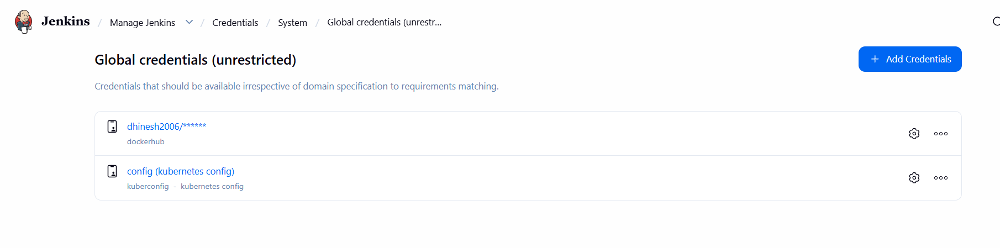 Jenkins / Manage Jenkins / Credentials / System / Global credentials (unrestr...
Global credentials (unrestricted)
+ Add Credentials
Credentials that should be available irrespective of domain specification to requirements matching.
dhinesh2006/******
dockerhub
config (kubernetes config)
kuberconfig - kubernetes config